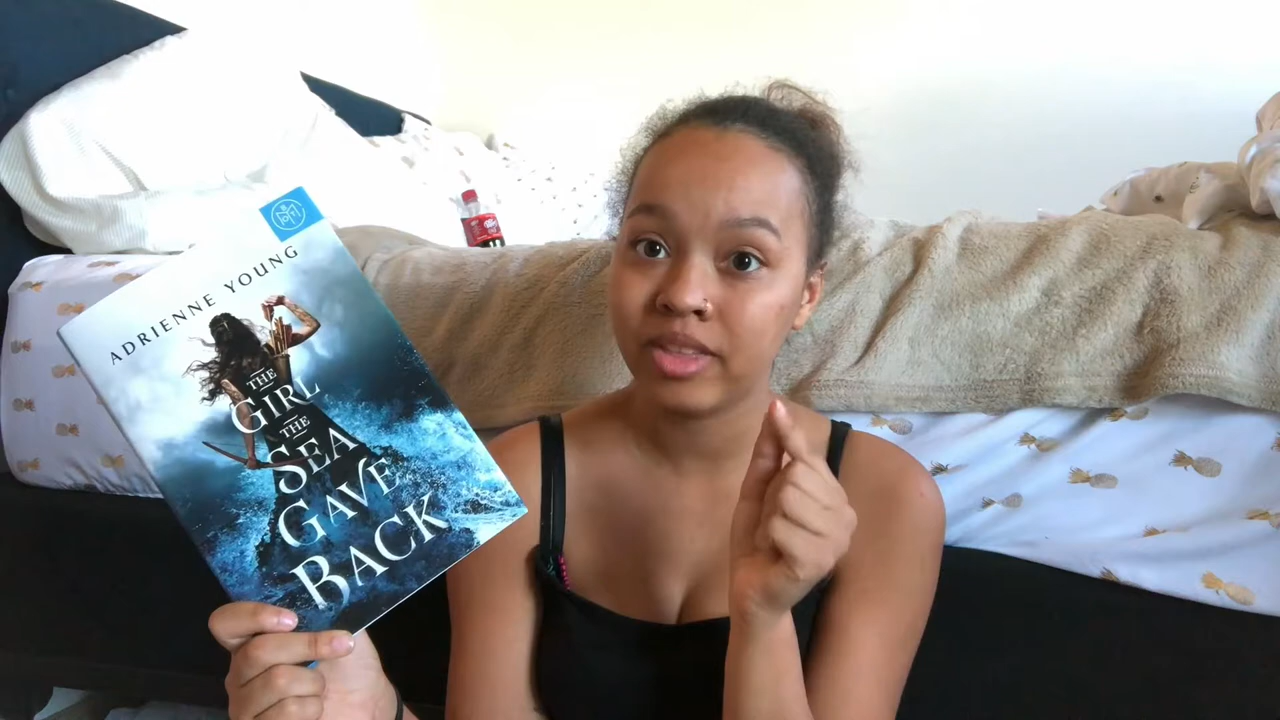 ADRIENNE YOUNG
THE
GIRL
THE
SEA
GAVE
BACK